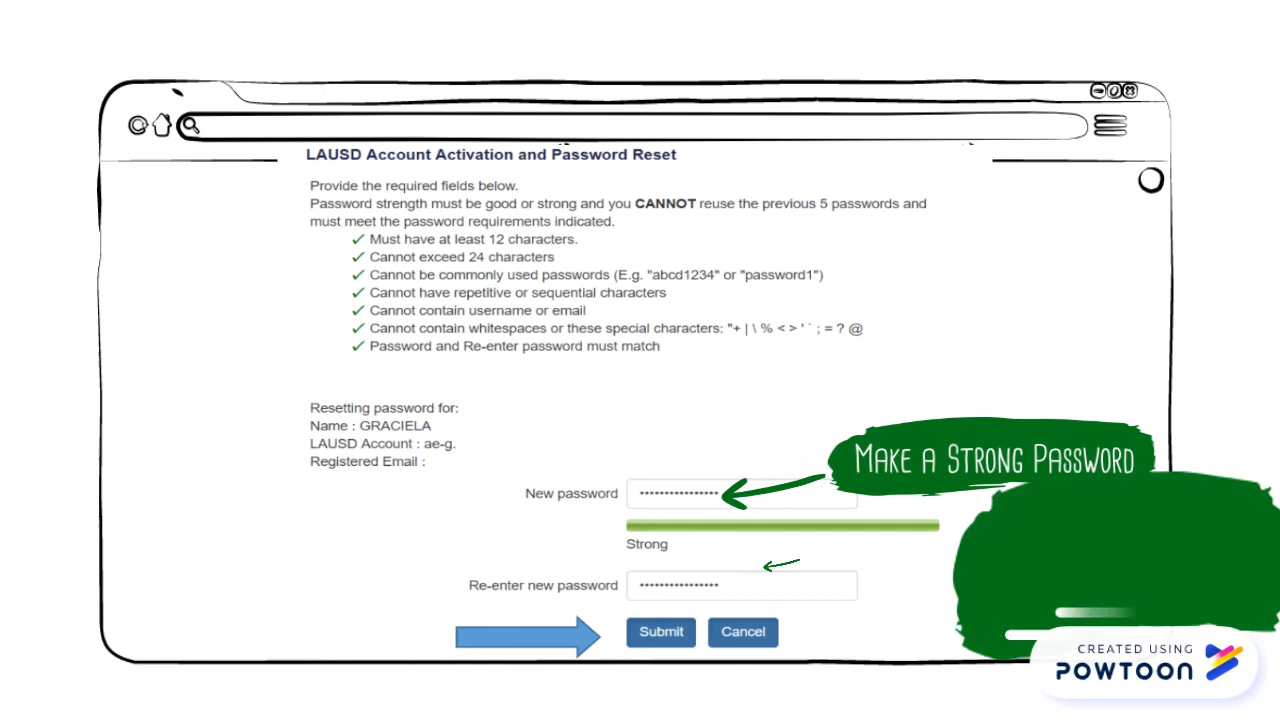 LAUSD Account Activation and Password Reset
Provide the required fields below.
Password strength must be good or strong and you CANNOT reuse the previous 5 passwords and
must meet the password requirements indicated.
✓ Must have at least 12 characters.
✓ Cannot exceed 24 characters
✓ Cannot be commonly used passwords (E.g. "abcd1234" or "password1")
✓ Cannot have repetitive or sequential characters
✓ Cannot contain username or email
✓ Cannot contain whitespaces or these special characters: "+ | \ % < > ' ` ; = ? @
✓ Password and Re-enter password must match
Resetting password for:
Name : GRACIELA
LAUSD Account : ae-g.
Registered Email :
Make a Strong Password
New password ••••••••••••••••
Strong
Re-enter new password ••••••••••••••••
Submit Cancel
CREATED USING
POWTOON